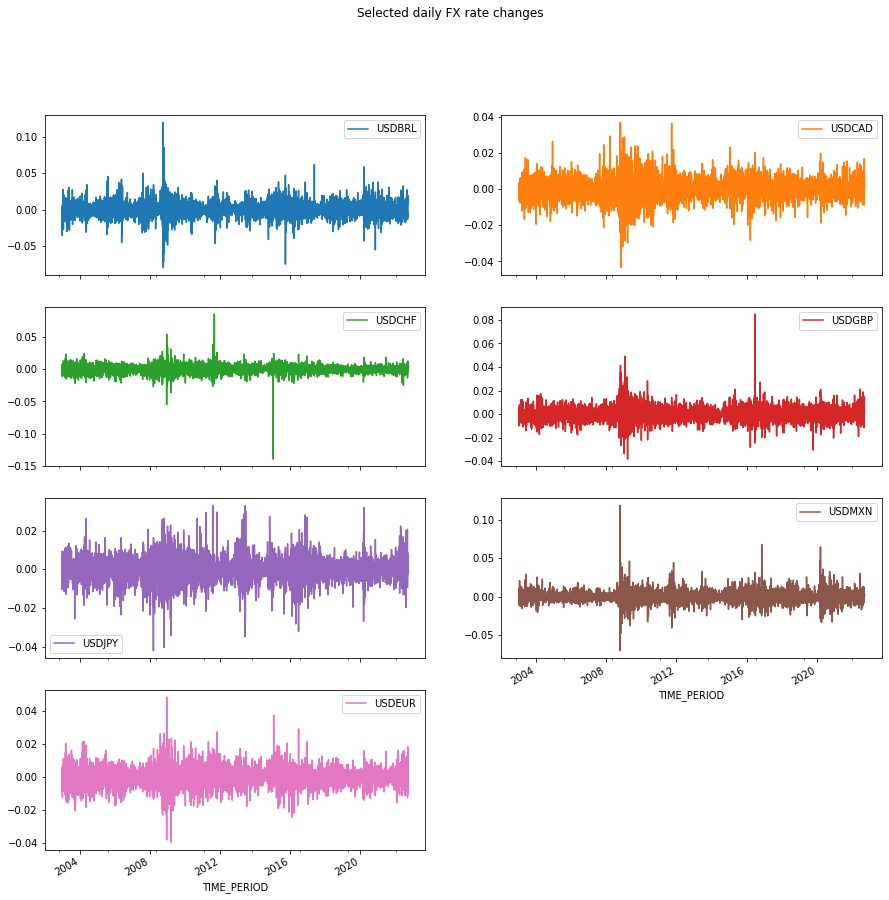 Selected daily FX rate changes
USDBRL
0.10
0.05
0.00
−0.05
USDCAD
0.04
0.02
0.00
−0.02
−0.04
USDCHF
0.05
0.00
−0.05
−0.10
−0.15
USDGBP
0.08
0.06
0.04
0.02
0.00
−0.02
−0.04
USDJPY
0.02
0.00
−0.02
−0.04
USDMXN
0.10
0.05
0.00
−0.05
2004 2008 2012 2016 2020
TIME_PERIOD
USDEUR
0.04
0.02
0.00
−0.02
−0.04
2004 2008 2012 2016 2020
TIME_PERIOD